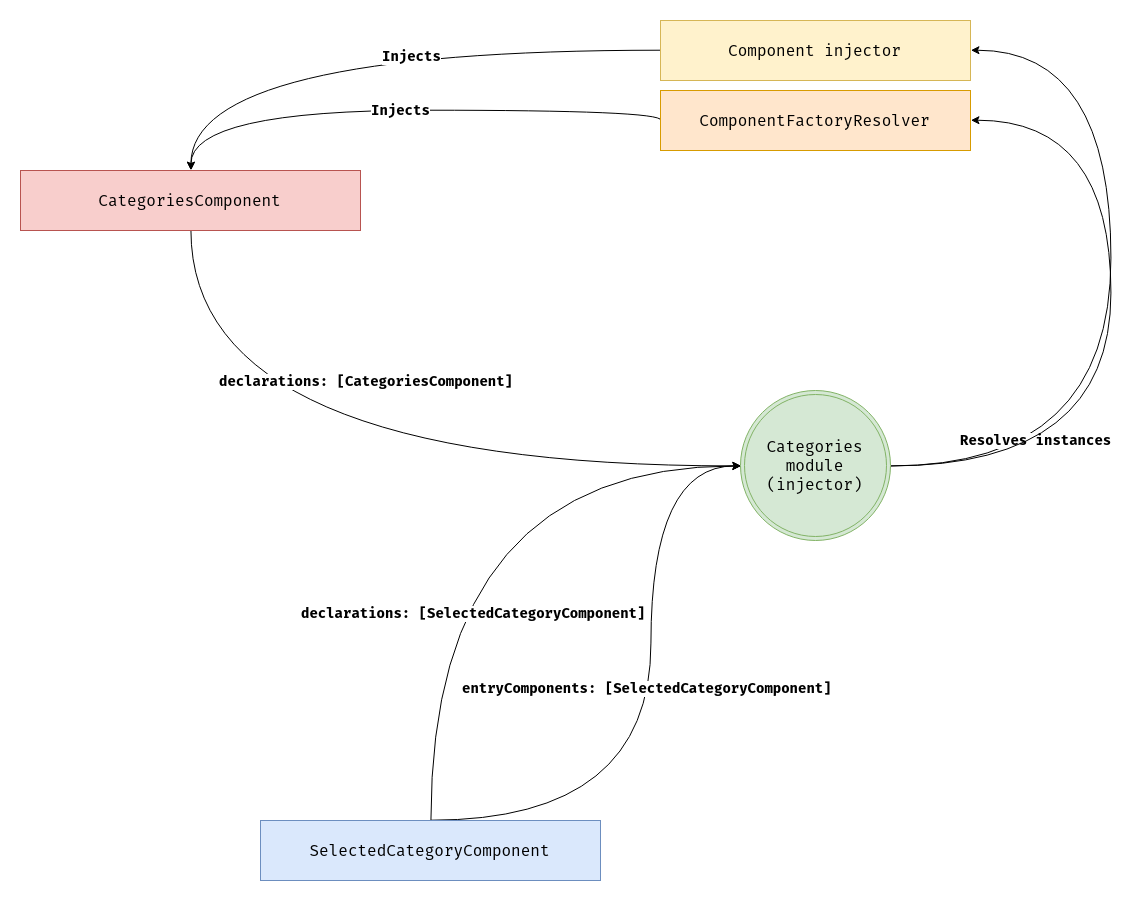 Component injector
Injects
ComponentFactoryResolver
Injects
CategoriesComponent
declarations: [CategoriesComponent]
Categories
module
(injector)
Resolves instances
declarations: [SelectedCategoryComponent]
entryComponents: [SelectedCategoryComponent]
SelectedCategoryComponent